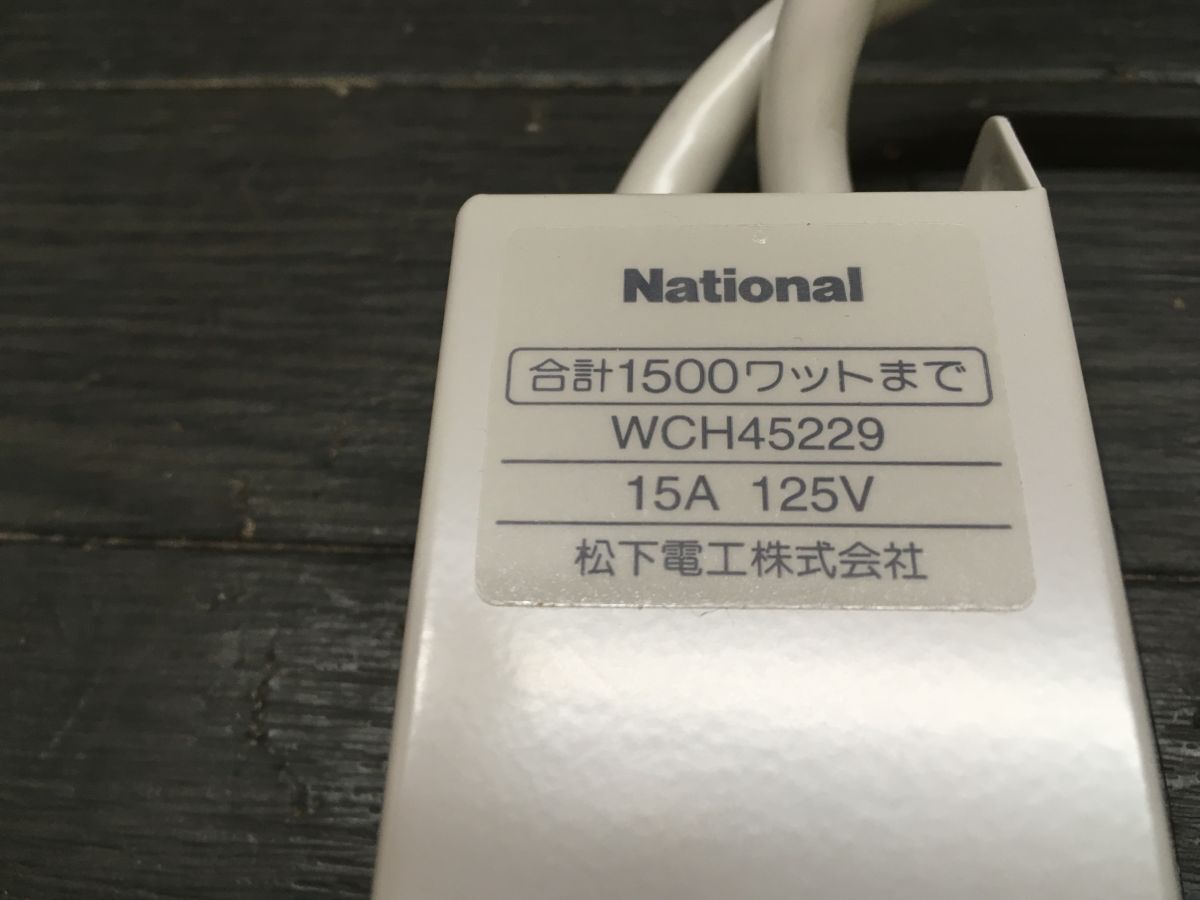 National
合計1500ワットまで
WCH45229
15A 125V
松下電工株式会社